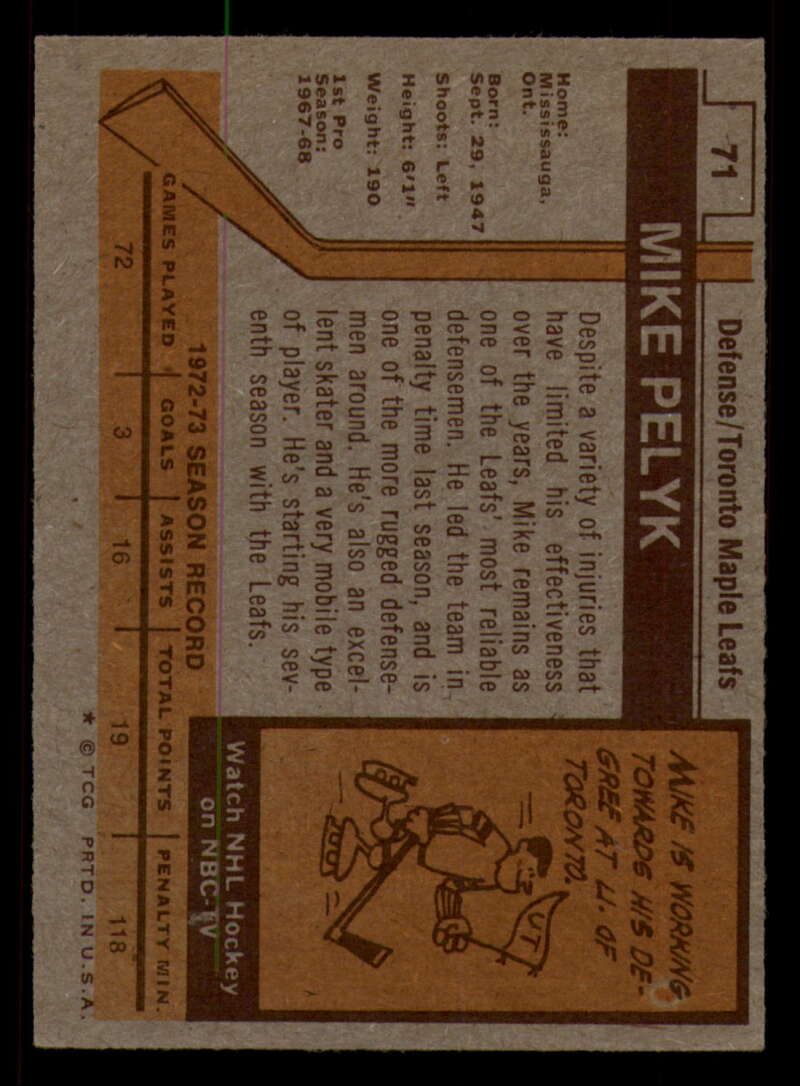 71
Defense/Toronto Maple Leafs
MIKE PELYK
Home:
Mississauga,
Ont.
Born:
Sept. 29, 1947
Shoots: Left
Height: 6'1"
Weight: 190
1st Pro
Season:
1967-68
Despite a variety of injuries that
have limited his effectiveness
over the years, Mike remains as
one of the Leafs' most reliable
defensemen. He led the team in
penalty time last season, and is
one of the more rugged defense-
men around. He's also an excel-
lent skater and a very mobile type
of player. He's starting his sev-
enth season with the Leafs.
MIKE IS WORKING
TOWARDS HIS DE-
GREE AT U. OF
TORONTO.
UT
Watch NHL Hockey
on NBC-TV
1972-73 SEASON RECORD
GAMES PLAYED GOALS ASSISTS TOTAL POINTS PENALTY MIN.
72 3 16 19 118
* © TCG PRTD. IN U.S.A.